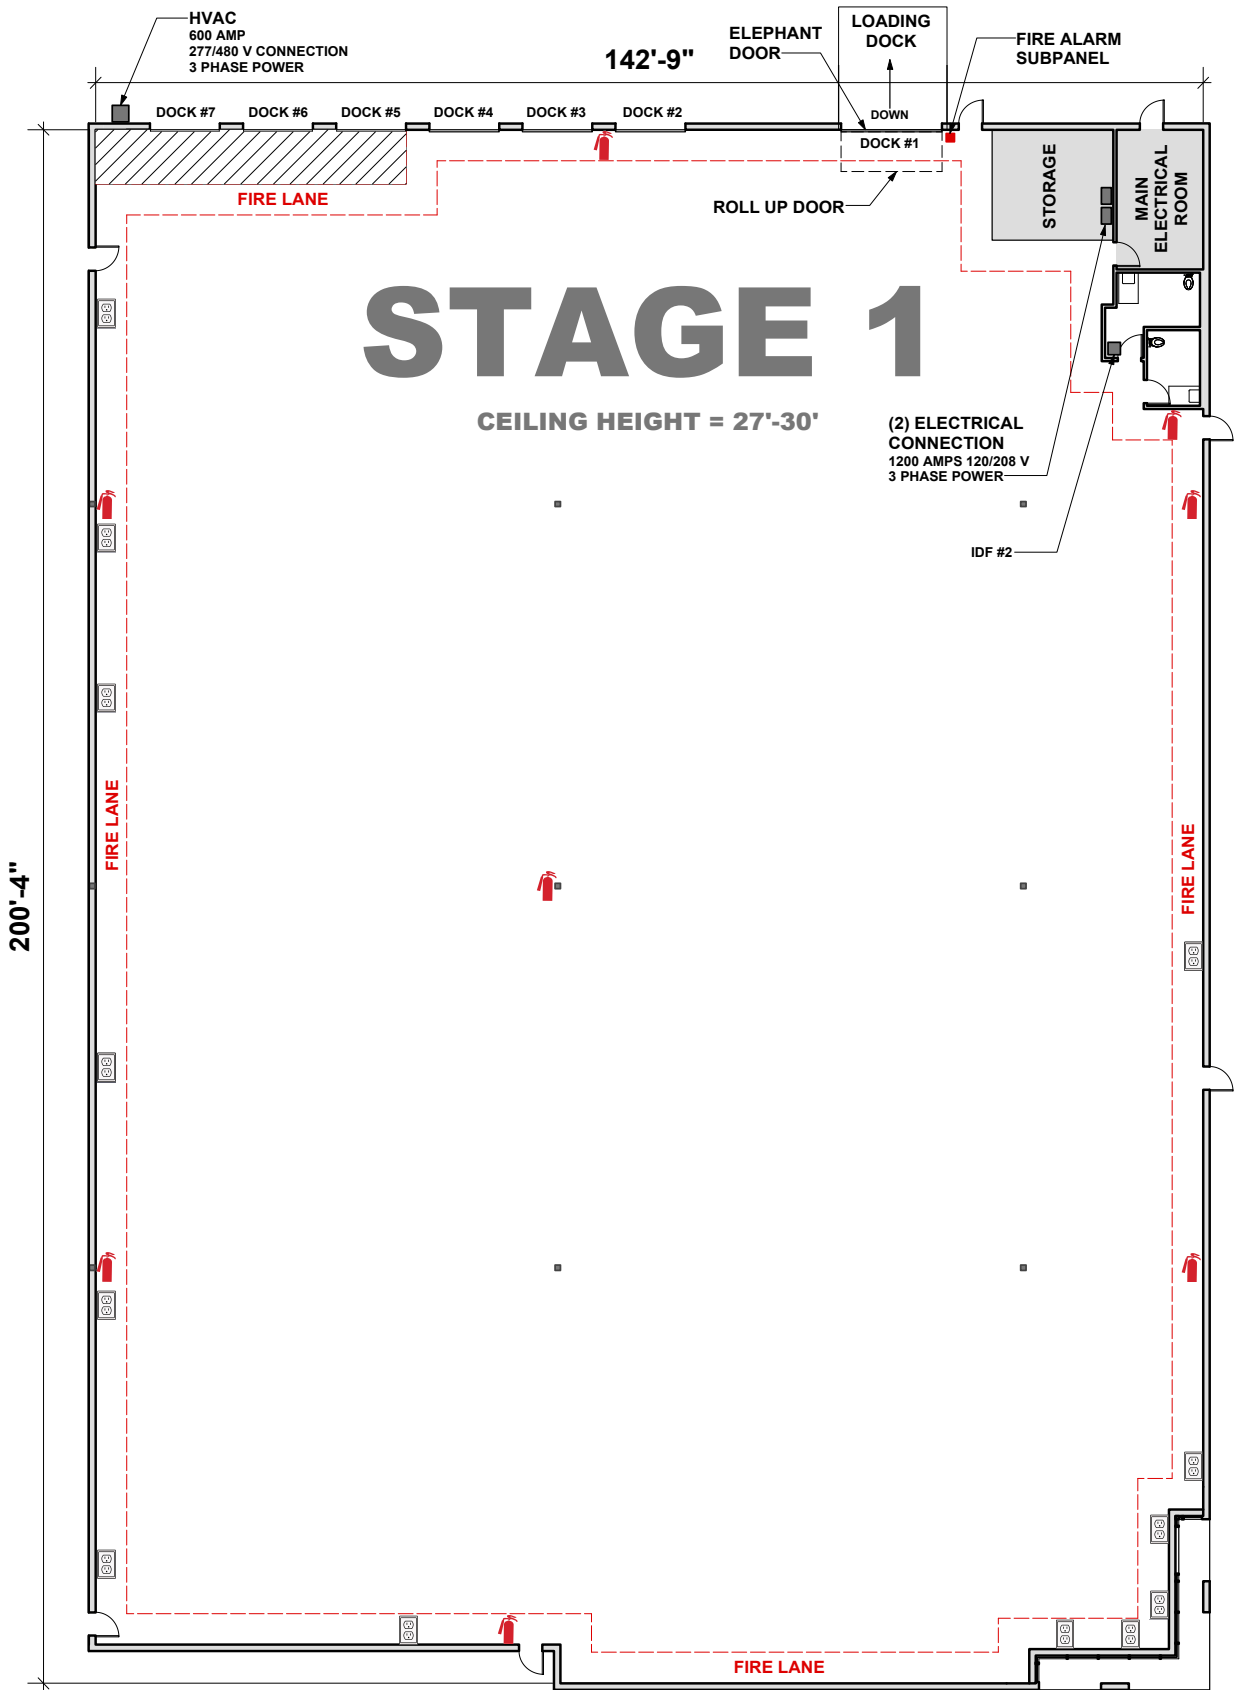 HVAC
600 AMP
277/480 V CONNECTION
3 PHASE POWER
142'-9"
ELEPHANT
DOOR
LOADING
DOCK
FIRE ALARM
SUBPANEL
DOCK #7
DOCK #6
DOCK #5
DOCK #4
DOCK #3
DOCK #2
DOWN
DOCK #1
FIRE LANE
ROLL UP DOOR
STORAGE
MAIN
ELECTRICAL
ROOM
STAGE 1
CEILING HEIGHT = 27'-30'
(2) ELECTRICAL
CONNECTION
1200 AMPS 120/208 V
3 PHASE POWER
IDF #2
FIRE LANE
FIRE LANE
200'-4"
FIRE LANE